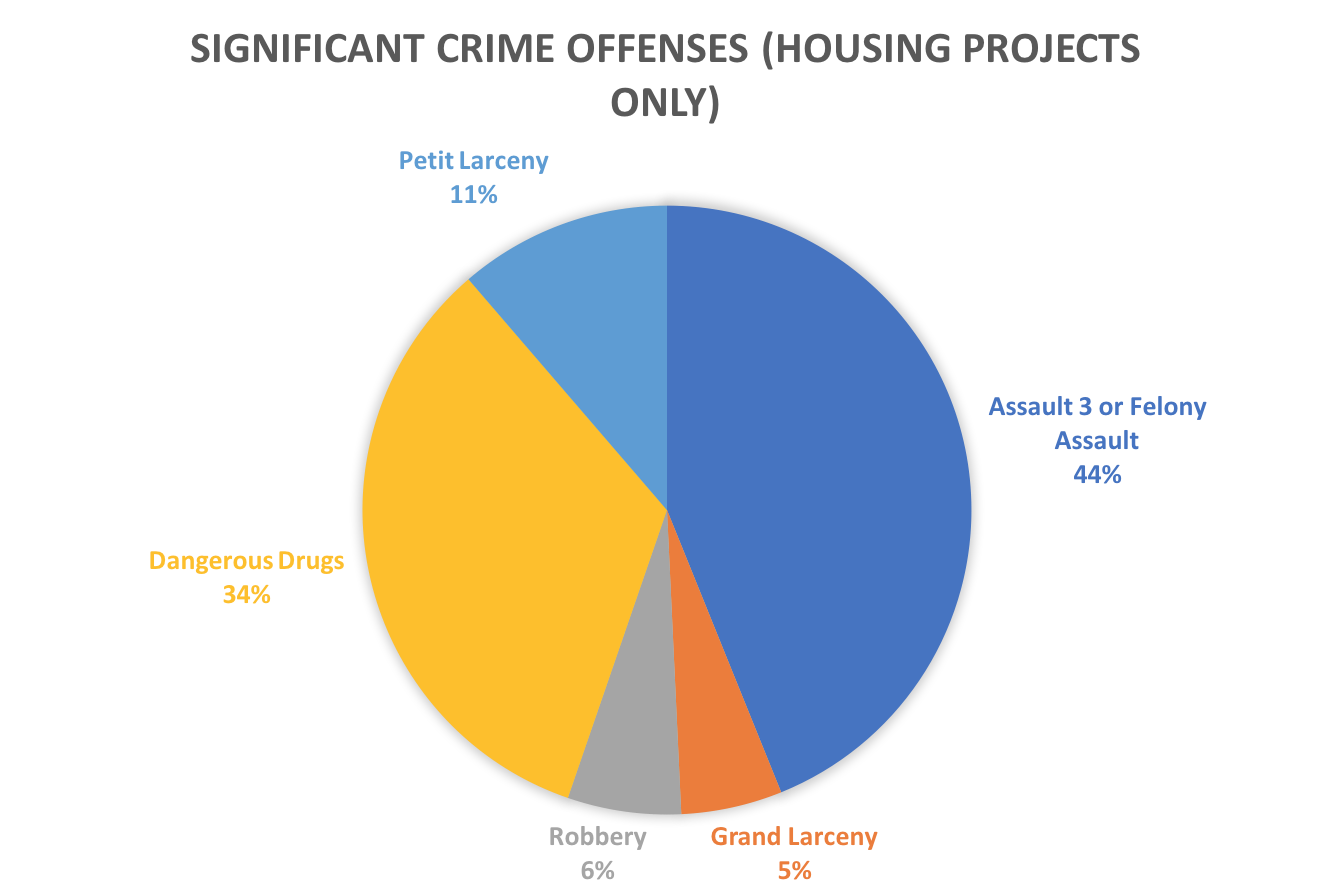 SIGNIFICANT CRIME OFFENSES (HOUSING PROJECTS
ONLY)
Petit Larceny
11%
Assault 3 or Felony
Assault
44%
Dangerous Drugs
34%
Robbery
6%
Grand Larceny
5%